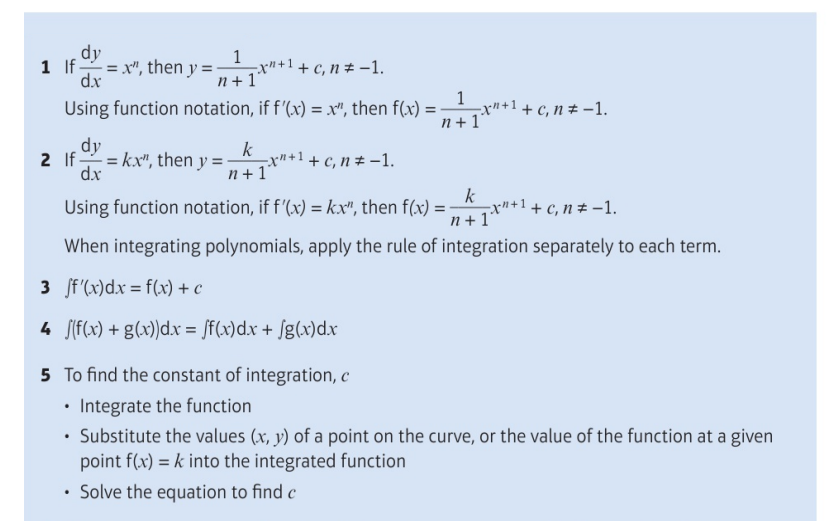 1 If dy/dx = xⁿ, then y = 1/(n + 1) xⁿ⁺¹ + c, n ≠ −1.
Using function notation, if f′(x) = xⁿ, then f(x) = 1/(n + 1) xⁿ⁺¹ + c, n ≠ −1.
2 If dy/dx = kxⁿ, then y = k/(n + 1) xⁿ⁺¹ + c, n ≠ −1.
Using function notation, if f′(x) = kxⁿ, then f(x) = k/(n + 1) xⁿ⁺¹ + c, n ≠ −1.
When integrating polynomials, apply the rule of integration separately to each term.
3 ∫f′(x)dx = f(x) + c
4 ∫(f(x) + g(x))dx = ∫f(x)dx + ∫g(x)dx
5 To find the constant of integration, c
• Integrate the function
• Substitute the values (x, y) of a point on the curve, or the value of the function at a given
point f(x) = k into the integrated function
• Solve the equation to find c